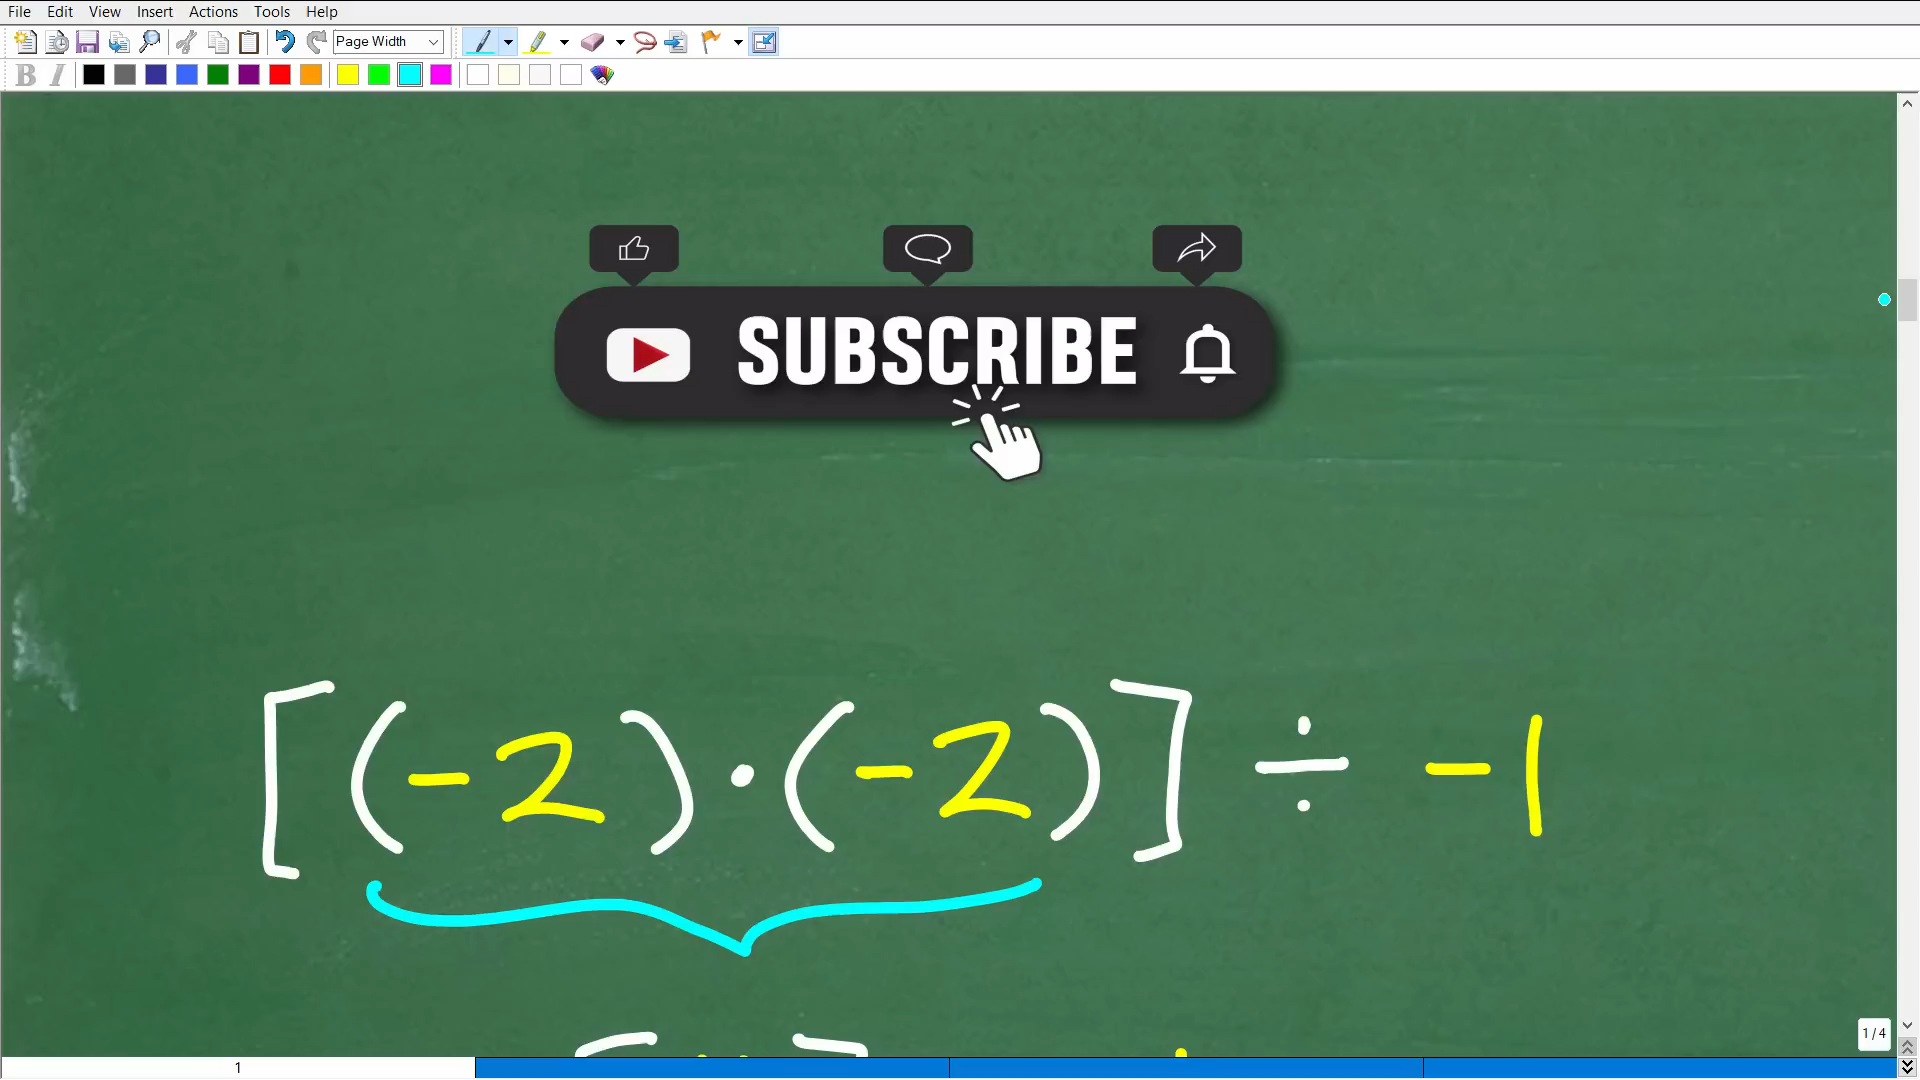 File Edit View Insert Actions Tools Help
Page Width
B I
SUBSCRIBE
[(-2)·(-2)] ÷ -1
1/4
1